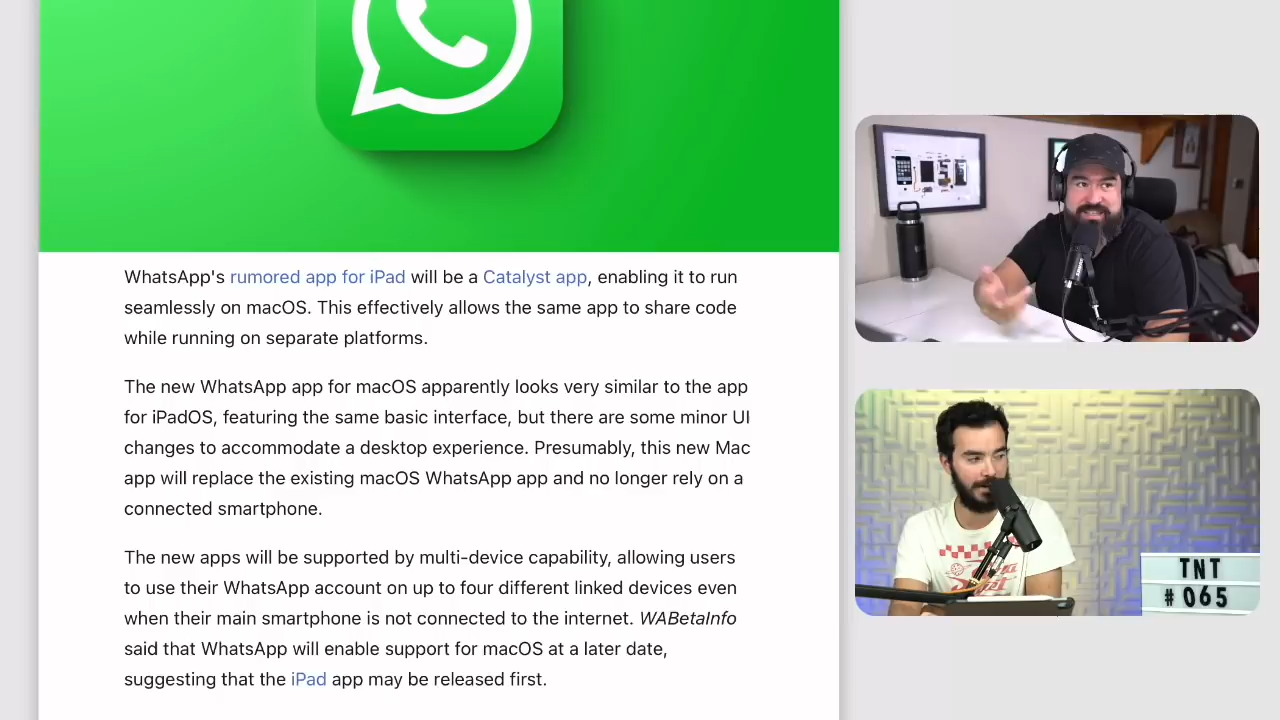 WhatsApp's rumored app for iPad will be a Catalyst app, enabling it to run
seamlessly on macOS. This effectively allows the same app to share code
while running on separate platforms.
The new WhatsApp app for macOS apparently looks very similar to the app
for iPadOS, featuring the same basic interface, but there are some minor UI
changes to accommodate a desktop experience. Presumably, this new Mac
app will replace the existing macOS WhatsApp app and no longer rely on a
connected smartphone.
The new apps will be supported by multi-device capability, allowing users
to use their WhatsApp account on up to four different linked devices even
when their main smartphone is not connected to the internet. WABetaInfo
said that WhatsApp will enable support for macOS at a later date,
suggesting that the iPad app may be released first.
TNT
# 065